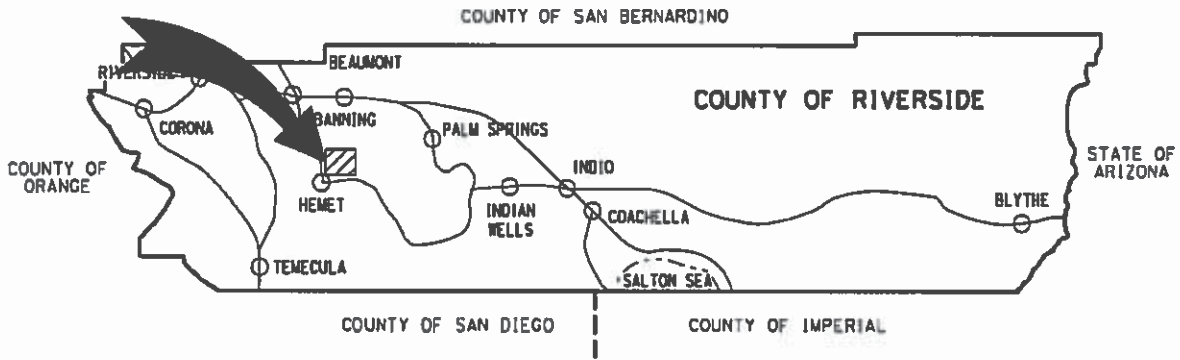 COUNTY OF SAN BERNARDINO
RIVERSIDE
BEAUMONT
COUNTY OF RIVERSIDE
CORONA
BANNING
PALM SPRINGS
COUNTY OF
ORANGE
STATE OF
ARIZONA
INDIO
HEMET
INDIAN
WELLS
COACHELLA
BLYTHE
TEMECULA
SALTON SEA
COUNTY OF SAN DIEGO
COUNTY OF IMPERIAL